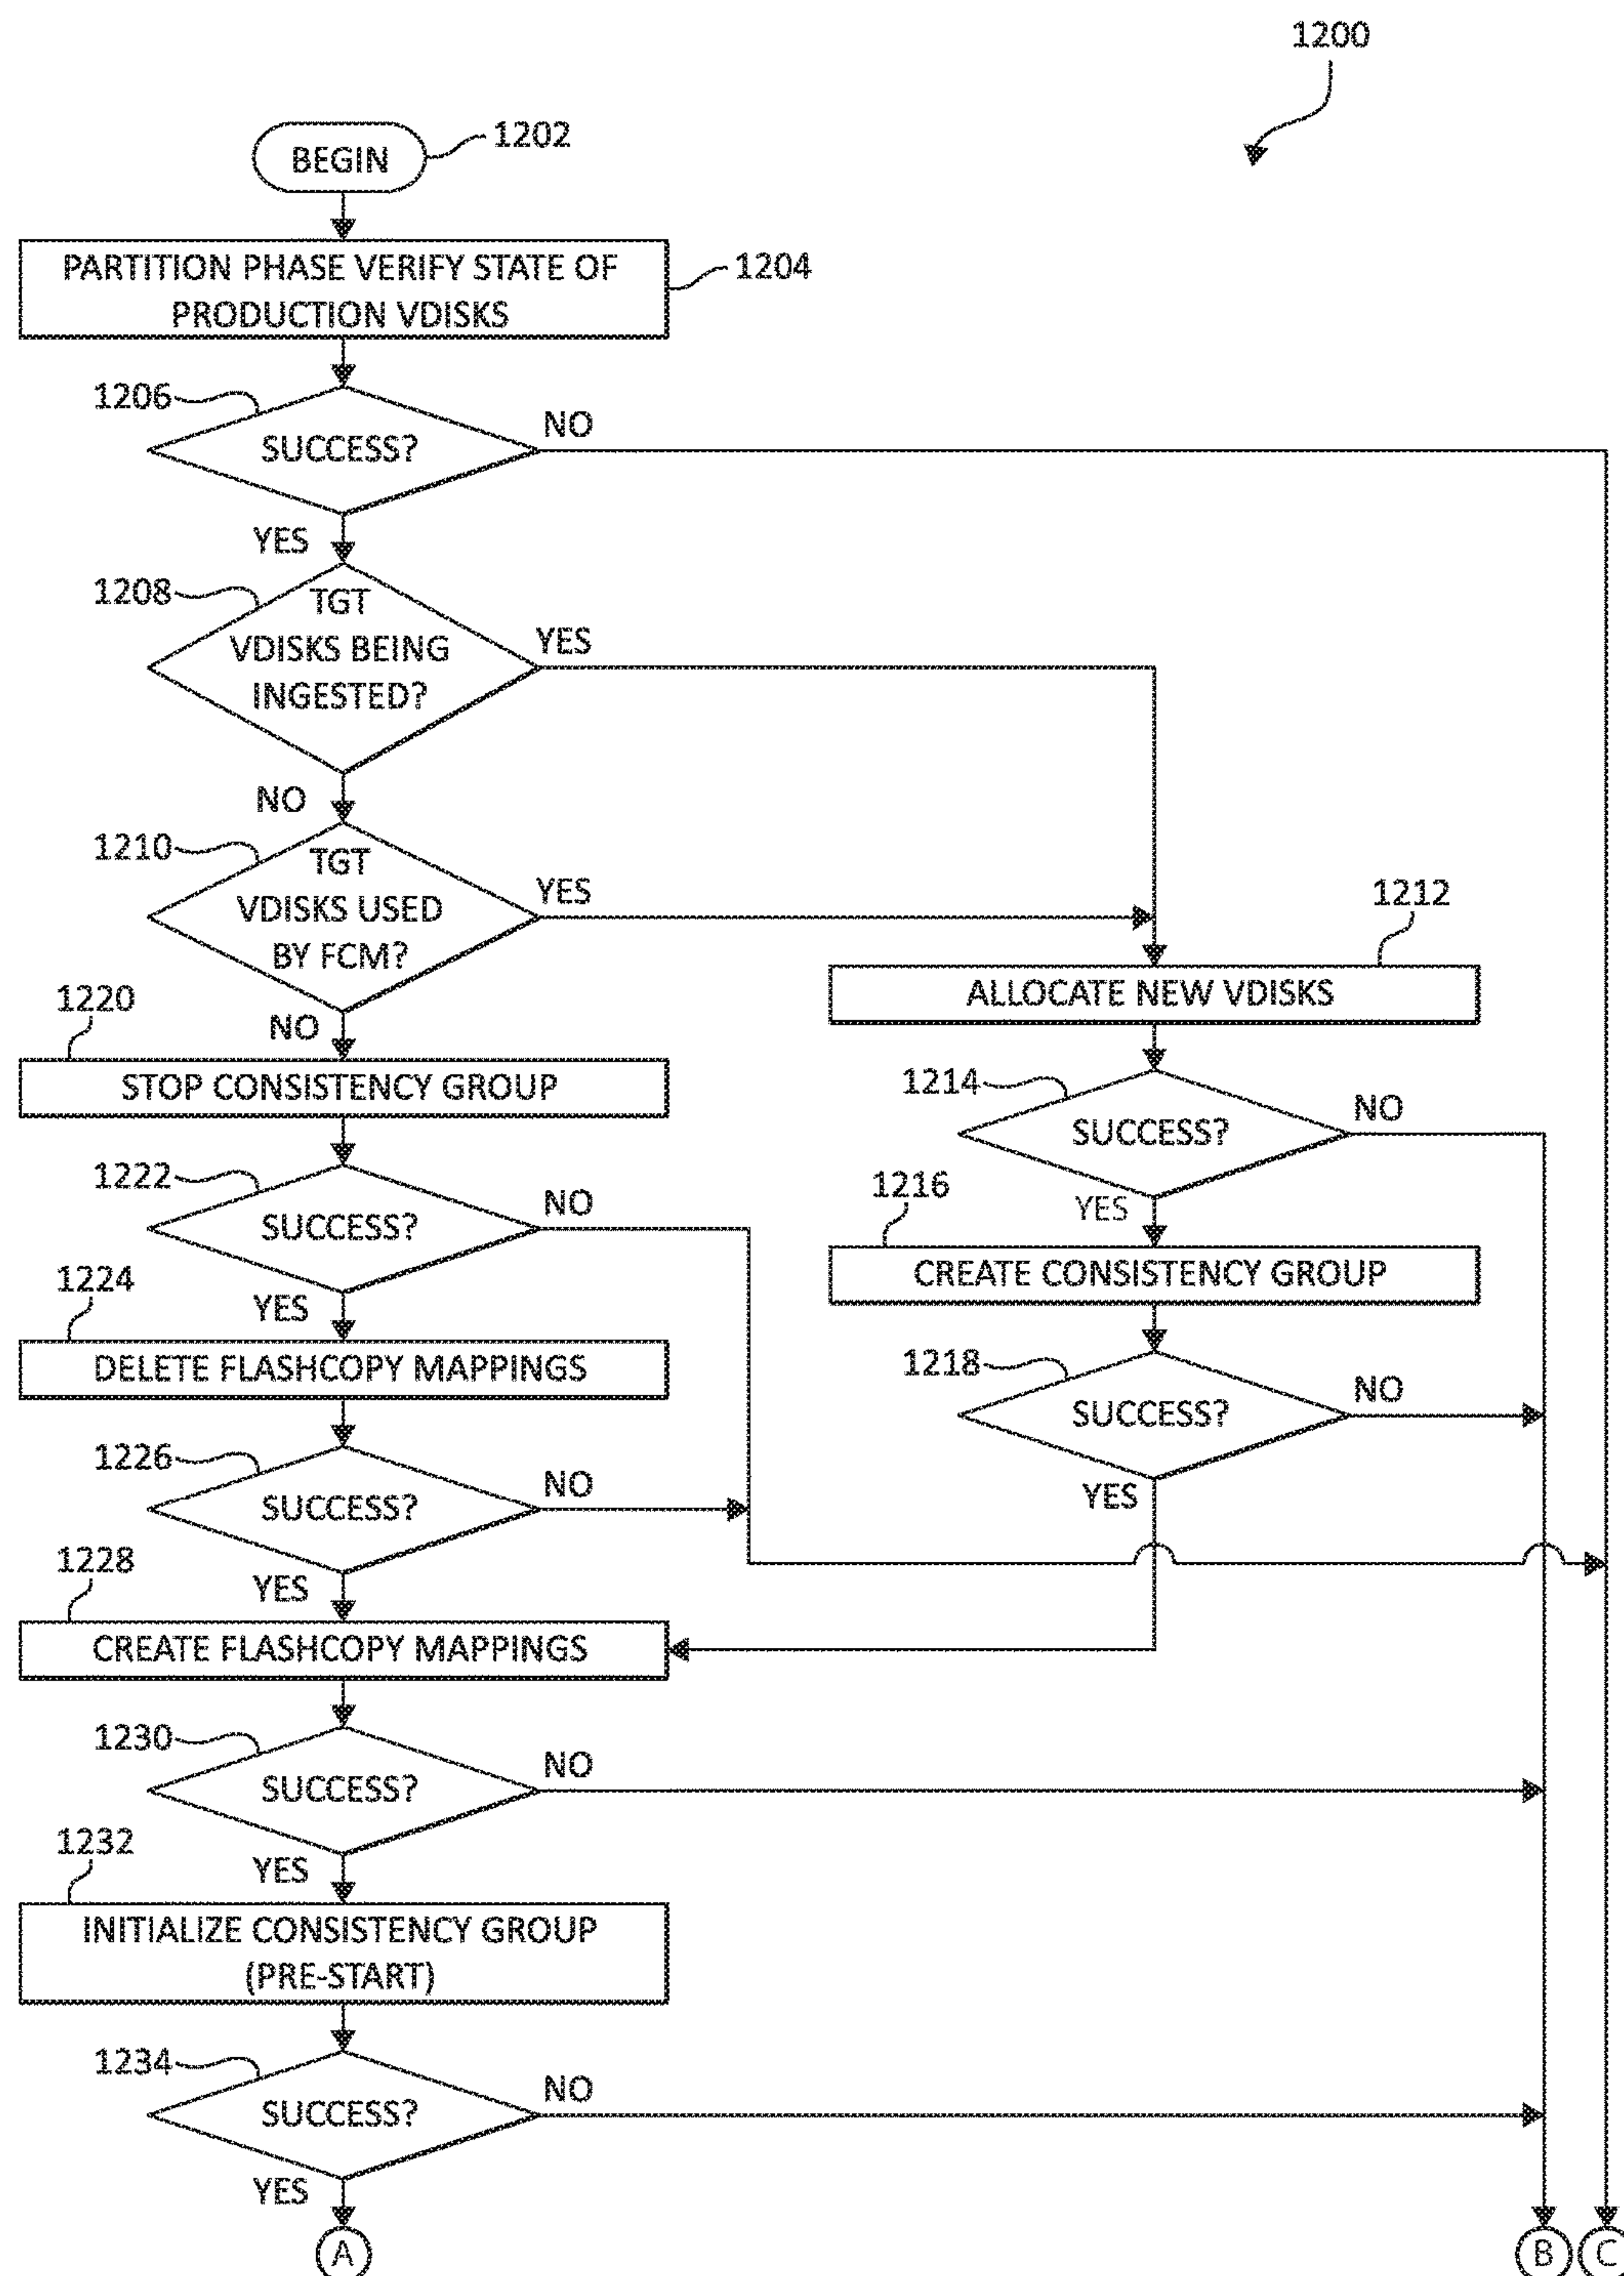 1200
BEGIN
1202
PARTITION PHASE VERIFY STATE OF
PRODUCTION VDISKS
1204
1206
SUCCESS?
NO
YES
1208
TGT
VDISKS BEING
INGESTED?
YES
NO
1210
TGT
VDISKS USED
BY FCM?
YES
NO
1212
ALLOCATE NEW VDISKS
1214
SUCCESS?
NO
YES
1216
CREATE CONSISTENCY GROUP
1218
SUCCESS?
NO
YES
1220
STOP CONSISTENCY GROUP
1222
SUCCESS?
NO
YES
1224
DELETE FLASHCOPY MAPPINGS
1226
SUCCESS?
NO
YES
1228
CREATE FLASHCOPY MAPPINGS
1230
SUCCESS?
NO
YES
1232
INITIALIZE CONSISTENCY GROUP
(PRE-START)
1234
SUCCESS?
NO
YES
A
B
C